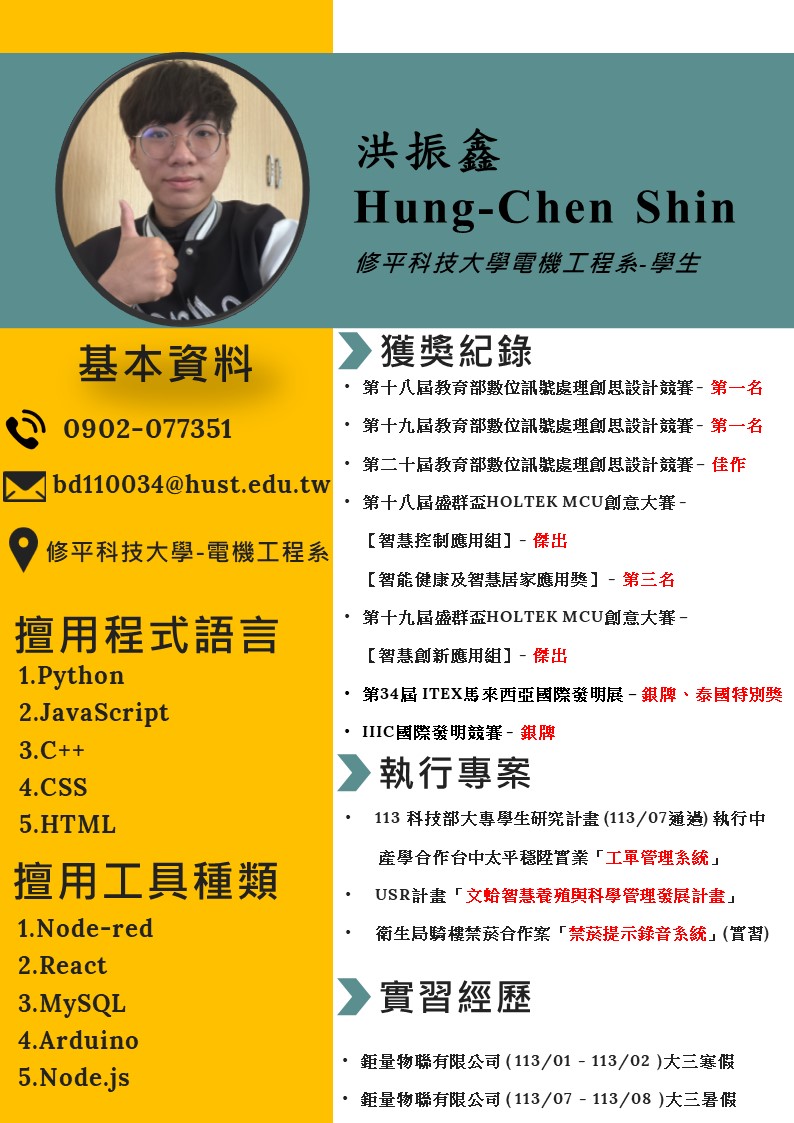 洪振鑫
Hung-Chen Shin
修平科技大學電機工程系-學生
基本資料
0902-077351
bd110034@hust.edu.tw
修平科技大學-電機工程系
擅用程式語言
1.Python
2.JavaScript
3.C++
4.CSS
5.HTML
擅用工具種類
1.Node-red
2.React
3.MySQL
4.Arduino
5.Node.js
獲獎紀錄
• 第十八屆教育部數位訊號處理創思設計競賽- 第一名
• 第十九屆教育部數位訊號處理創思設計競賽- 第一名
• 第二十屆教育部數位訊號處理創思設計競賽- 佳作
• 第十八屆盛群盃HOLTEK MCU創意大賽-
【智慧控制應用組】- 傑出
【智能健康及智慧居家應用獎】- 第三名
• 第十九屆盛群盃HOLTEK MCU創意大賽-
【智慧創新應用組】- 傑出
• 第34屆 ITEX馬來西亞國際發明展-銀牌、泰國特別獎
• IIIC國際發明競賽- 銀牌
執行專案
• 113 科技部大專學生研究計畫 (113/07通過) 執行中
產學合作台中太平穩陞實業「工單管理系統」
• USR計畫「文蛤智慧養殖與科學管理發展計畫」
• 衛生局騎樓禁菸合作案「禁菸提示錄音系統」(實習)
實習經歷
• 鉅量物聯有限公司 ( 113/01 - 113/02 )大三寒假
• 鉅量物聯有限公司 ( 113/07 - 113/08 )大三暑假